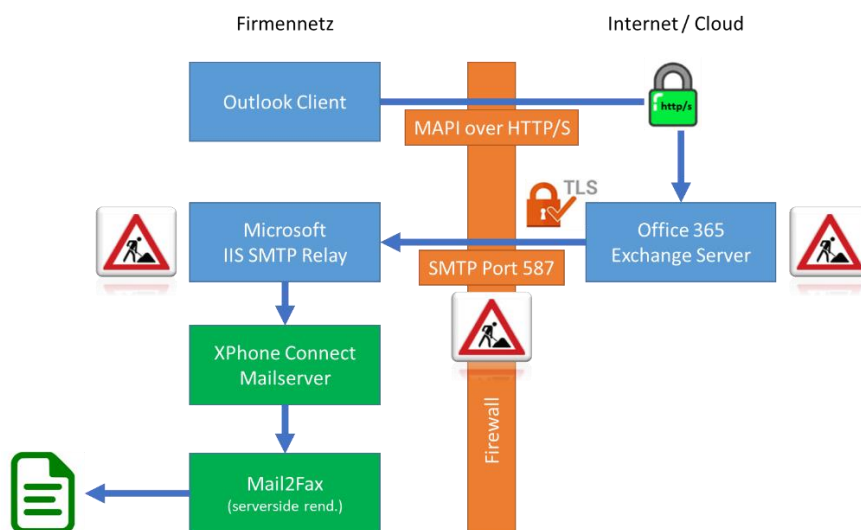 Firmennetz
Internet / Cloud
Outlook Client
http/s
MAPI over HTTP/S
TLS
Microsoft
IIS SMTP Relay
Office 365
Exchange Server
SMTP Port 587
XPhone Connect
Mailserver
Firewall
Mail2Fax
(serverside rend.)